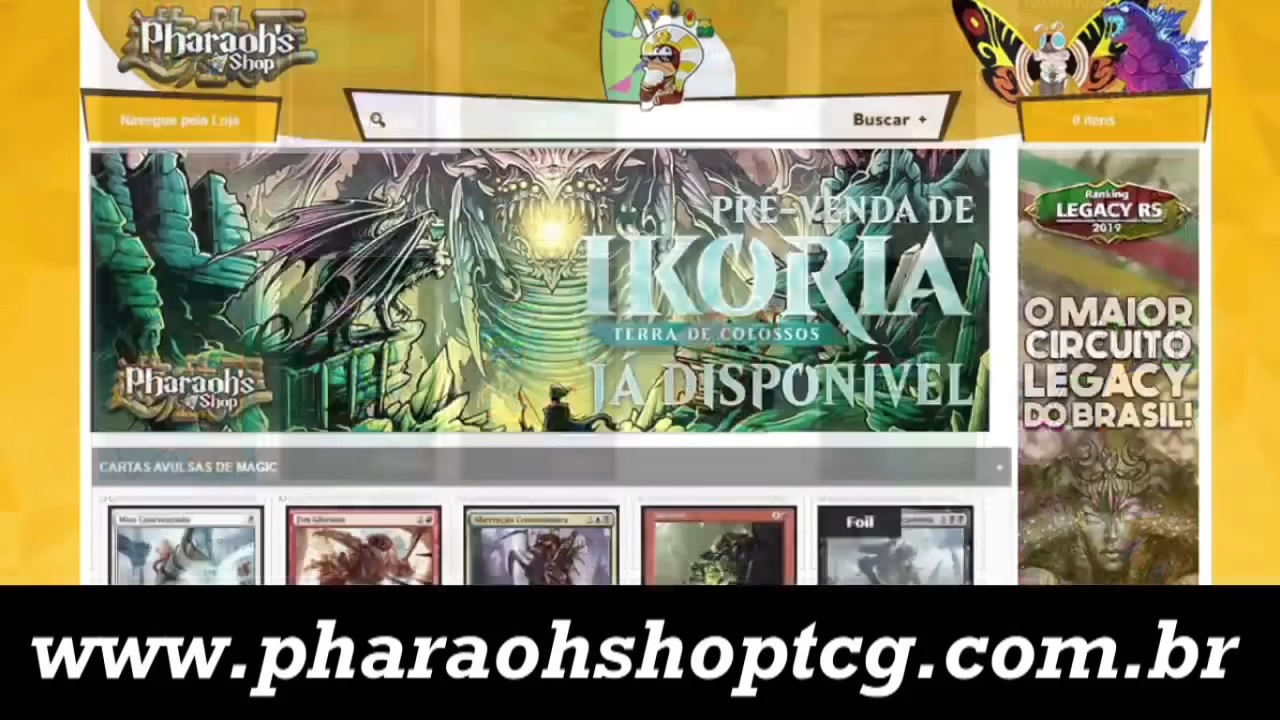 Pharaoh's
Shop
Navegue pela Loja
Buscar +
0 itens
PRÉ-VENDA DE
IKORIA
TERRA DE COLOSSOS
JÁ DISPONÍVEL
Pharaoh's
Shop
Ranking
LEGACY RS
2019
O MAIOR
CIRCUITO
LEGACY
DO BRASIL!
CARTAS AVULSAS DE MAGIC
+
Foil
www.pharaohshoptcg.com.br